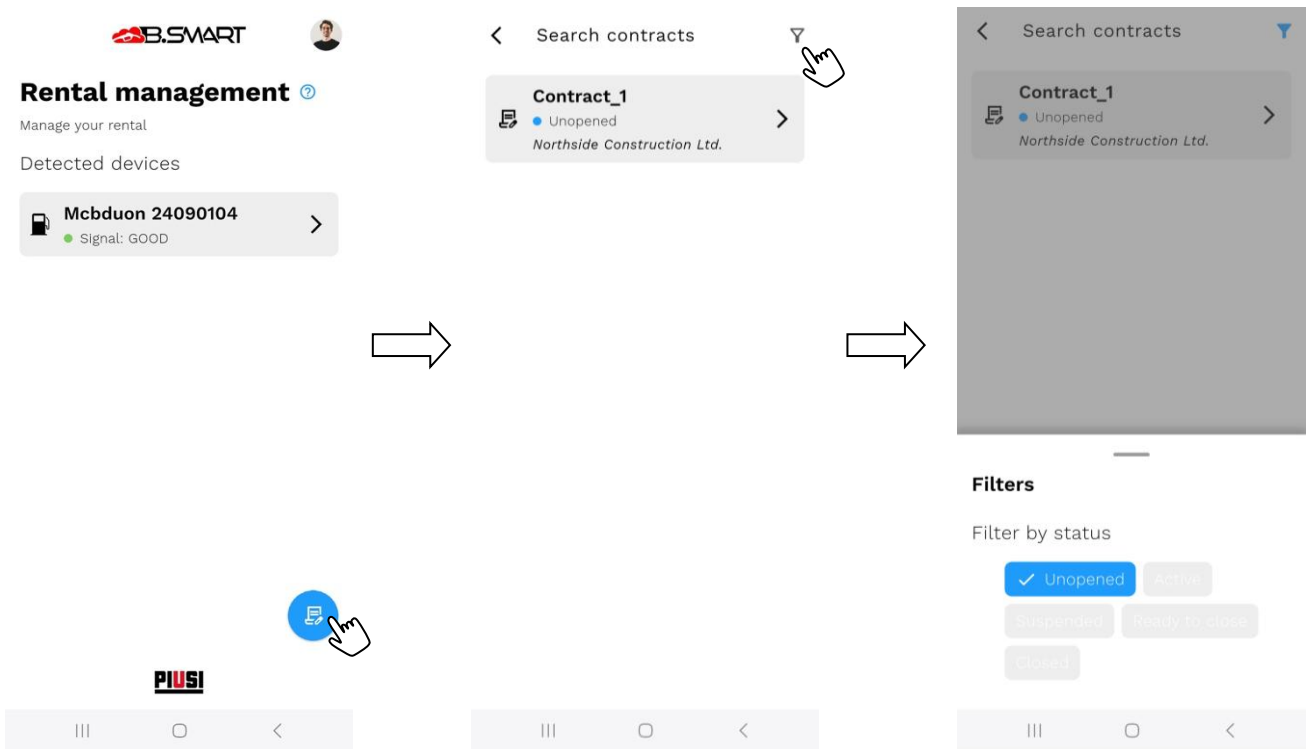 B.SMART
Rental management
Manage your rental
Detected devices
Mcbduon 24090104
Signal: GOOD
PIUSI
Search contracts
Contract_1
Unopened
Northside Construction Ltd.
Search contracts
Contract_1
Unopened
Northside Construction Ltd.
Filters
Filter by status
Unopened Active
Suspended Ready to close
Closed